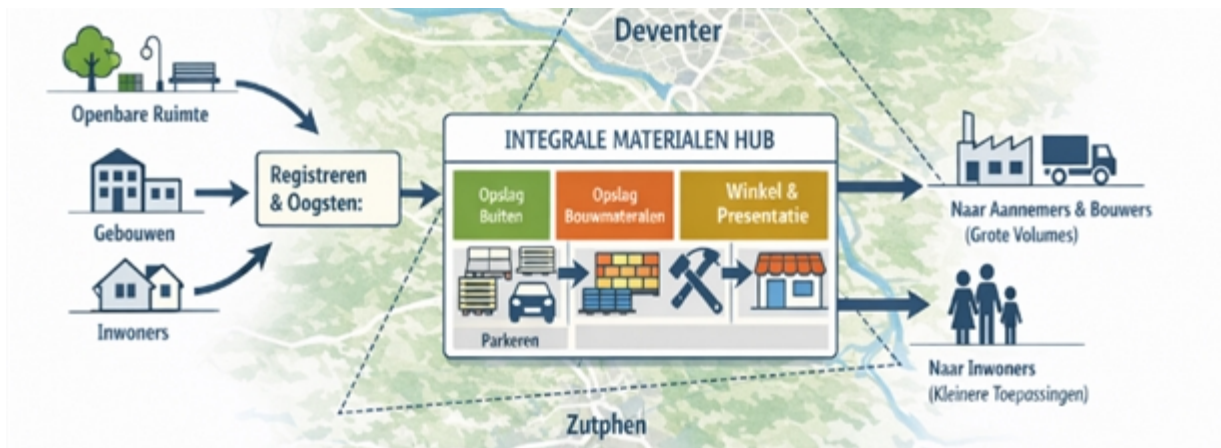 Deventer
Openbare Ruimte
Gebouwen
Inwoners
Registreren
& Oogsten:
INTEGRALE MATERIALEN HUB
Opslag
Buiten
Opslag
Bouwmateralen
Winkel &
Presentatie
Parkeren
Naar Aannemers & Bouwers
(Grote Volumes)
Naar Inwoners
(Kleinere Toepassingen)
Zutphen